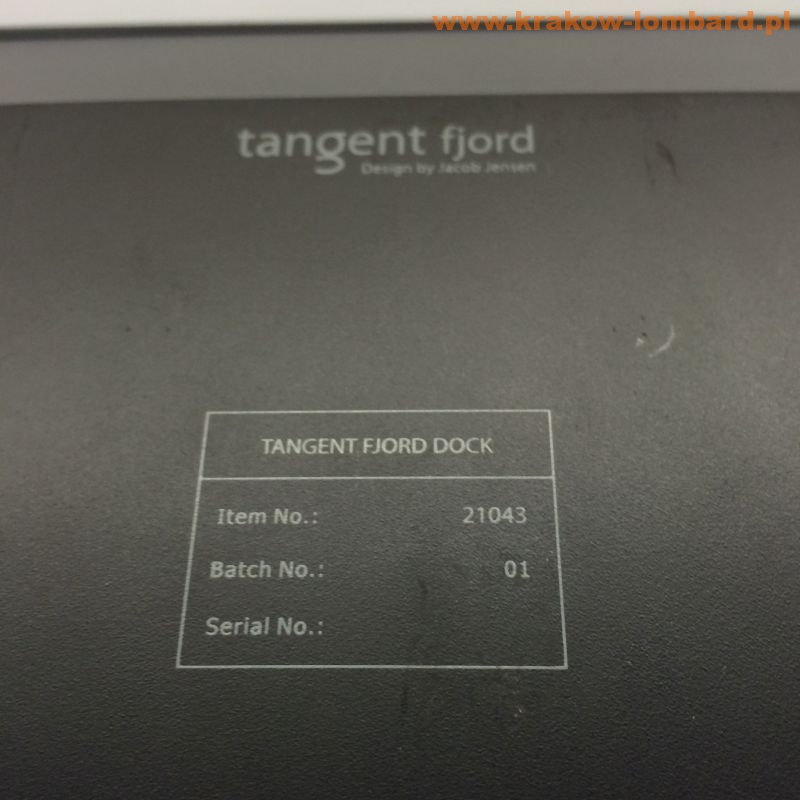 www.krakow-lombard.pl
tangent fjord
Design by Jacob Jensen
TANGENT FJORD DOCK
Item No.: 21043
Batch No.: 01
Serial No.: